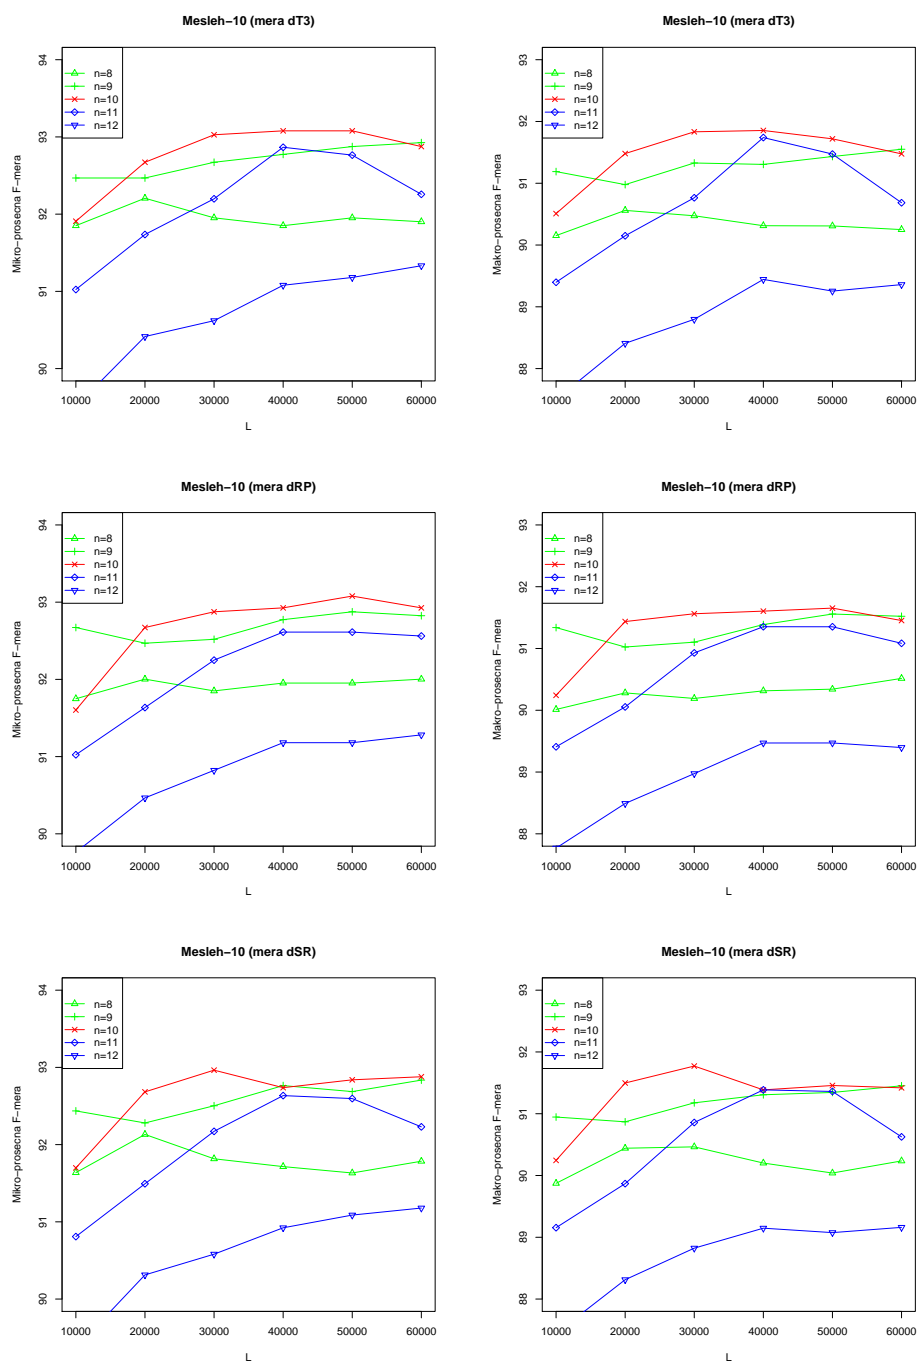 Mesleh−10 (mera dT3)
Mikro−prosecna F−mera
94
93
92
91
90
n=8
n=9
n=10
n=11
n=12
10000 20000 30000 40000 50000 60000
L
Mesleh−10 (mera dT3)
Makro−prosecna F−mera
93
92
91
90
89
88
n=8
n=9
n=10
n=11
n=12
10000 20000 30000 40000 50000 60000
L
Mesleh−10 (mera dRP)
Mikro−prosecna F−mera
94
93
92
91
90
n=8
n=9
n=10
n=11
n=12
10000 20000 30000 40000 50000 60000
L
Mesleh−10 (mera dRP)
Makro−prosecna F−mera
93
92
91
90
89
88
n=8
n=9
n=10
n=11
n=12
10000 20000 30000 40000 50000 60000
L
Mesleh−10 (mera dSR)
Mikro−prosecna F−mera
94
93
92
91
90
n=8
n=9
n=10
n=11
n=12
10000 20000 30000 40000 50000 60000
L
Mesleh−10 (mera dSR)
Makro−prosecna F−mera
93
92
91
90
89
88
n=8
n=9
n=10
n=11
n=12
10000 20000 30000 40000 50000 60000
L